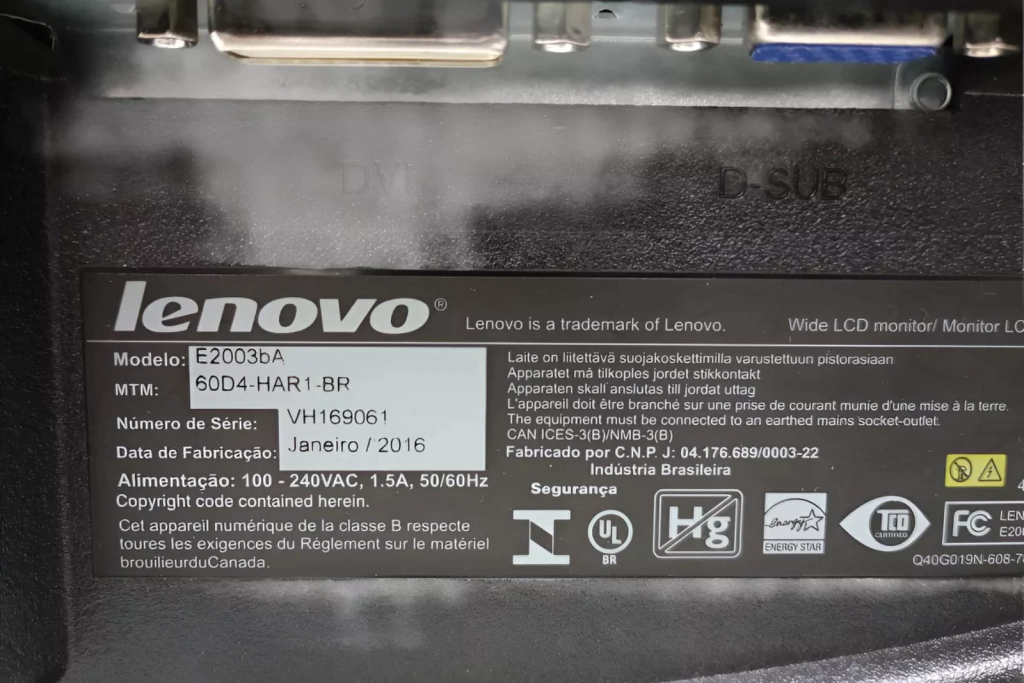 DVI
D-SUB
lenovo®
Lenovo is a trademark of Lenovo.
Wide LCD monitor/ Monitor LC
Modelo: E2003bA
MTM: 60D4-HAR1-BR
Número de Série: VH169061
Data de Fabricação: Janeiro / 2016
Alimentação: 100 - 240VAC, 1.5A, 50/60Hz
Copyright code contained herein.
Cet appareil numérique de la classe B respecte
toures les exigences du Réglement sur le matériel
brouilieurduCanada.
Laite on liitettävä suojakoskettimilla varustettuun pistorasiaan
Apparatet må tilkoples jordet stikkontakt
Apparaten skall anslutas till jordat uttag
L'appareil doit être branché sur une prise de courant munie d'une mise à la terre.
The equipment must be connected to an earthed mains socket-outlet.
CAN ICES-3(B)/NMB-3(B)
Fabricado por C.N.P. J: 04.176.689/0003-22
Indústria Brasileira
Segurança
UL
BR
Hg
energy
ENERGY STAR
TCO
CERTIFIED
FC
LEN
E20
Q40G019N-608-7